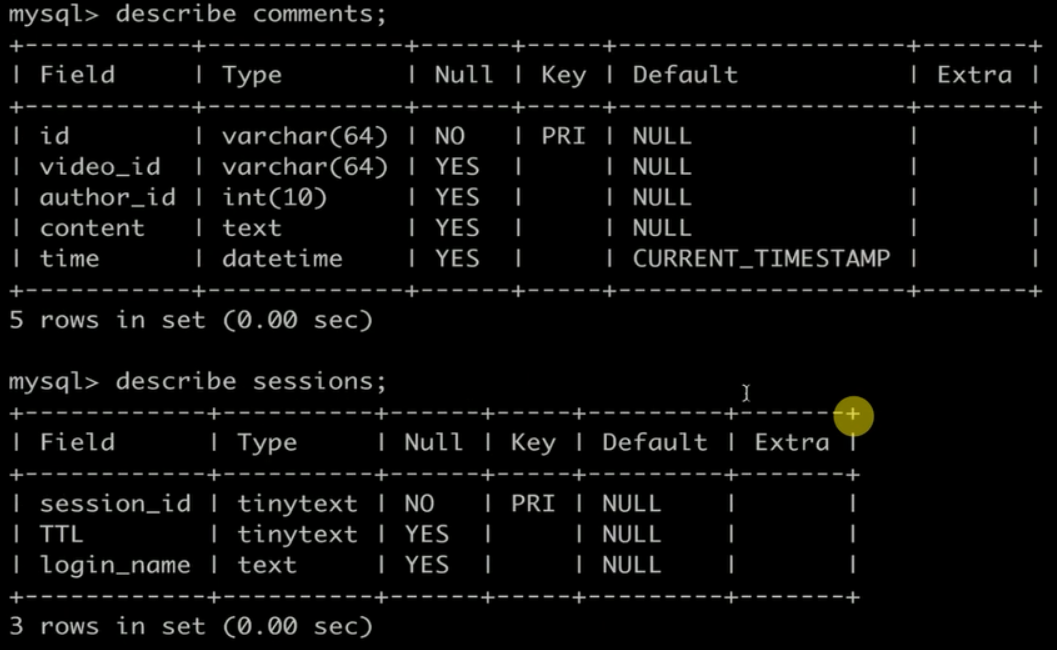 mysql> describe comments;
+-----------+-------------+------+-----+-------------------+-------+
| Field     | Type        | Null | Key | Default           | Extra |
+-----------+-------------+------+-----+-------------------+-------+
| id        | varchar(64) | NO   | PRI | NULL              |       |
| video_id  | varchar(64) | YES  |     | NULL              |       |
| author_id | int(10)     | YES  |     | NULL              |       |
| content   | text        | YES  |     | NULL              |       |
| time      | datetime    | YES  |     | CURRENT_TIMESTAMP |       |
+-----------+-------------+------+-----+-------------------+-------+
5 rows in set (0.00 sec)
mysql> describe sessions;
+------------+----------+------+-----+---------+-------+
| Field      | Type     | Null | Key | Default | Extra |
+------------+----------+------+-----+---------+-------+
| session_id | tinytext | NO   | PRI | NULL    |       |
| TTL        | tinytext | YES  |     | NULL    |       |
| login_name | text     | YES  |     | NULL    |       |
+------------+----------+------+-----+---------+-------+
3 rows in set (0.00 sec)